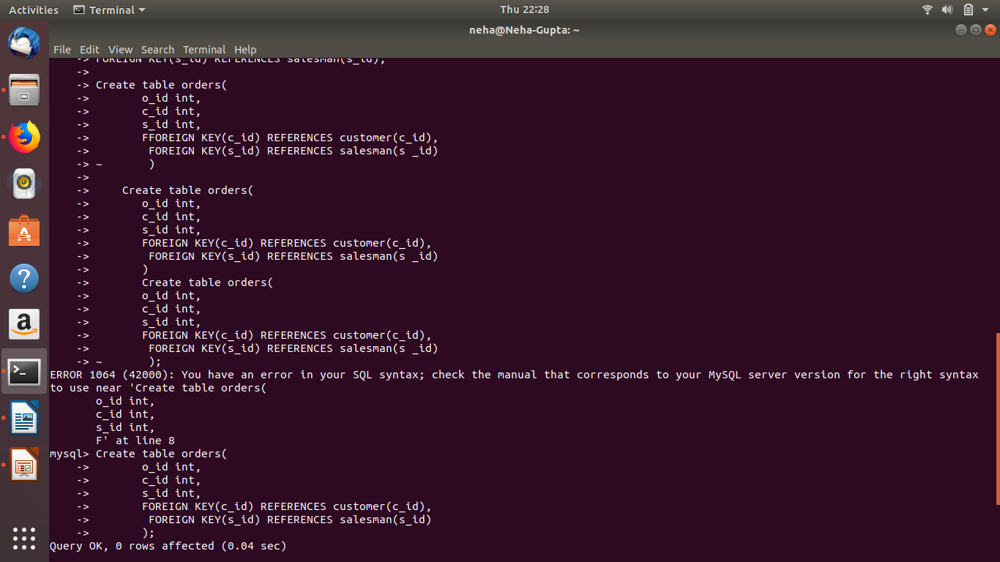 Activities Terminal Thu 22:28
neha@Neha-Gupta: ~
File Edit View Search Terminal Help
-> FOREIGN KEY(s_id) REFERENCES salesman(s_id),
->
-> Create table orders(
->        o_id int,
->        c_id int,
->        s_id int,
->        FFOREIGN KEY(c_id) REFERENCES customer(c_id),
->         FOREIGN KEY(s_id) REFERENCES salesman(s _id)
-> ~       )
->
->     Create table orders(
->        o_id int,
->        c_id int,
->        s_id int,
->        FOREIGN KEY(c_id) REFERENCES customer(c_id),
->         FOREIGN KEY(s_id) REFERENCES salesman(s _id)
->        )
->        Create table orders(
->        o_id int,
->        c_id int,
->        s_id int,
->        FOREIGN KEY(c_id) REFERENCES customer(c_id),
->         FOREIGN KEY(s_id) REFERENCES salesman(s _id)
-> ~       );
ERROR 1064 (42000): You have an error in your SQL syntax; check the manual that corresponds to your MySQL server version for the right syntax
to use near 'Create table orders(
       o_id int,
       c_id int,
       s_id int,
       F' at line 8
mysql> Create table orders(
->        o_id int,
->        c_id int,
->        s_id int,
->        FOREIGN KEY(c_id) REFERENCES customer(c_id),
->         FOREIGN KEY(s_id) REFERENCES salesman(s_id)
->        );
Query OK, 0 rows affected (0.04 sec)